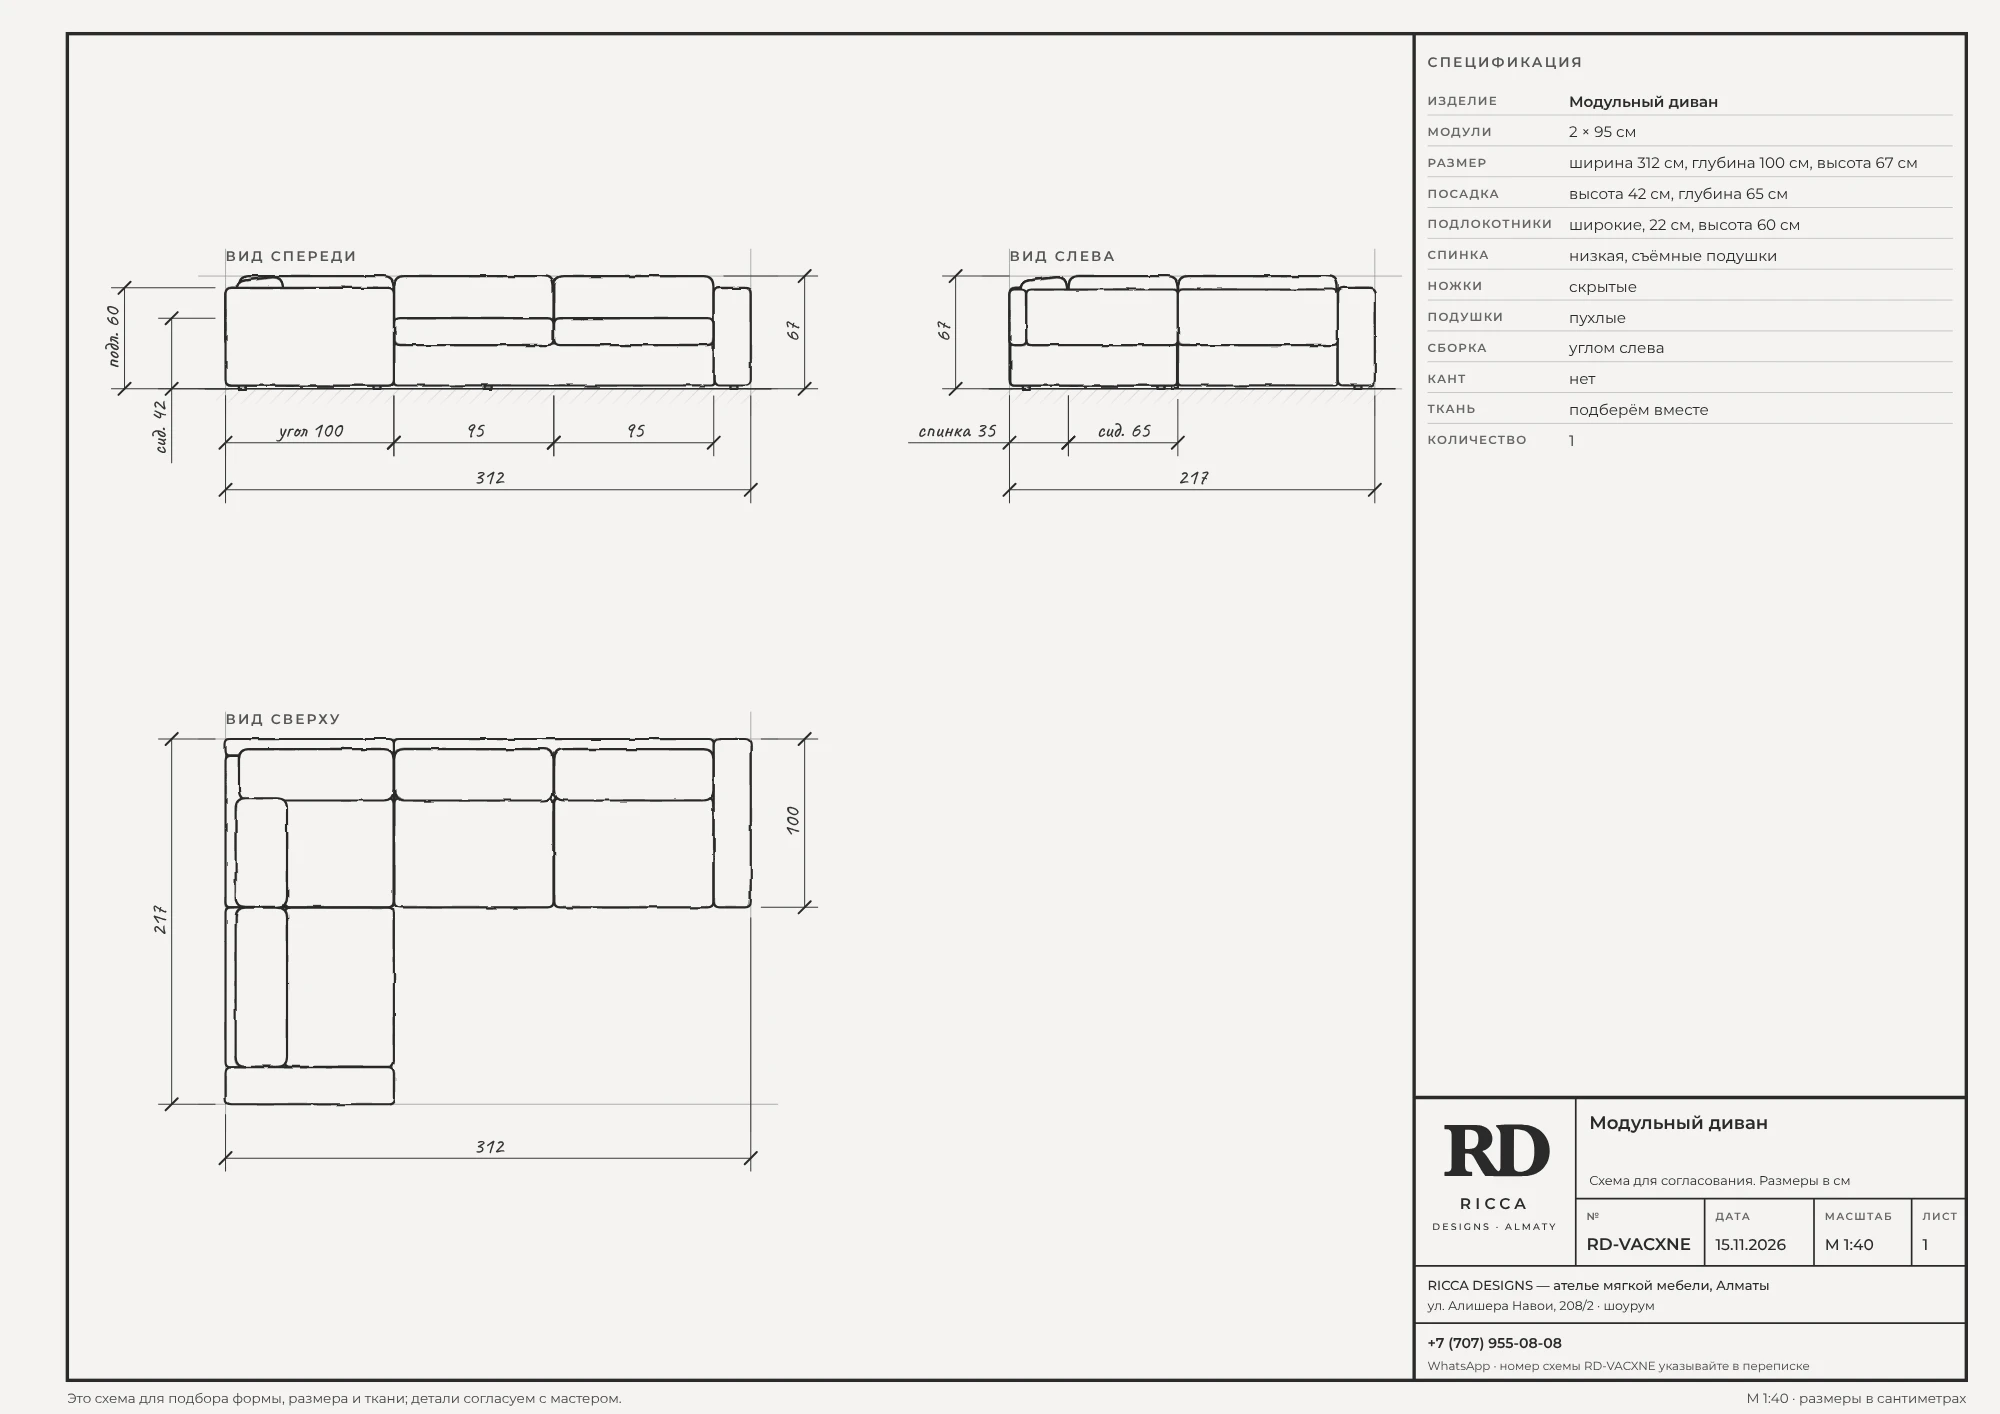 СПЕЦИФИКАЦИЯ
ИЗДЕЛИЕ Модульный диван
МОДУЛИ 2 × 95 см
РАЗМЕР ширина 312 см, глубина 100 см, высота 67 см
ПОСАДКА высота 42 см, глубина 65 см
ПОДЛОКОТНИКИ широкие, 22 см, высота 60 см
СПИНКА низкая, съёмные подушки
НОЖКИ скрытые
ПОДУШКИ пухлые
СБОРКА углом слева
КАНТ нет
ТКАНЬ подберём вместе
КОЛИЧЕСТВО 1
ВИД СПЕРЕДИ
подл. 60
сид. 42
67
угол 100
95
95
312
ВИД СЛЕВА
67
спинка 35
сид. 65
217
ВИД СВЕРХУ
217
100
312
RD
RICCA
DESIGNS · ALMATY
Модульный диван
Схема для согласования. Размеры в см
№ ДАТА МАСШТАБ ЛИСТ
RD-VACXNE 15.11.2026 М 1:40 1
RICCA DESIGNS — ателье мягкой мебели, Алматы
ул. Алишера Навои, 208/2 · шоурум
+7 (707) 955-08-08
WhatsApp · номер схемы RD-VACXNE указывайте в переписке
Это схема для подбора формы, размера и ткани; детали согласуем с мастером.
М 1:40 · размеры в сантиметрах